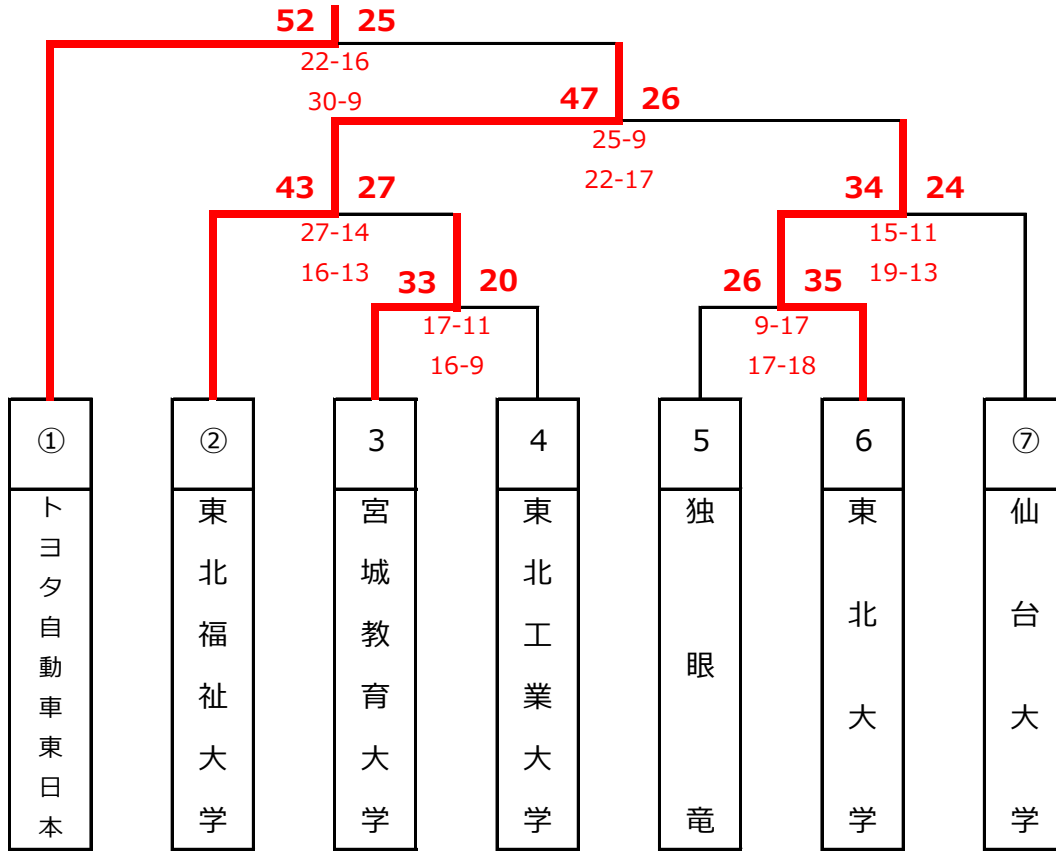 52 25
22-16
30-9
47 26
25-9
22-17
43 27
27-14
16-13
34 24
15-11
19-13
33 20
17-11
16-9
26 35
9-17
17-18
① ② 3 4 5 6 ⑦
トヨタ自動車東日本
東北福祉大学
宮城教育大学
東北工業大学
独眼竜
東北大学
仙台大学